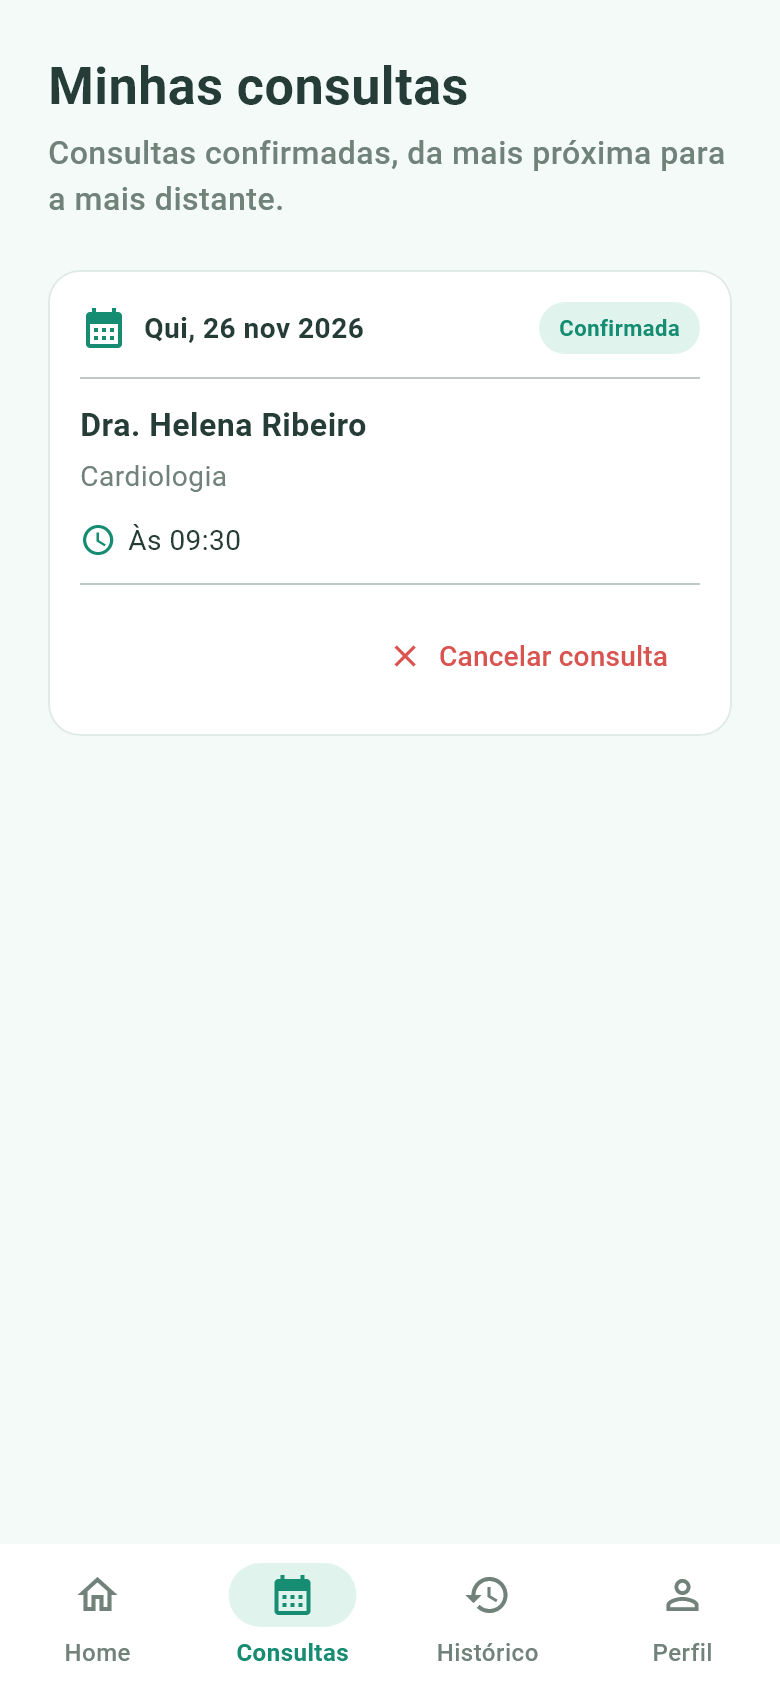 Minhas consultas
Consultas confirmadas, da mais próxima para
a mais distante.
Qui, 26 nov 2026
Confirmada
Dra. Helena Ribeiro
Cardiologia
Às 09:30
Cancelar consulta
Home
Consultas
Histórico
Perfil